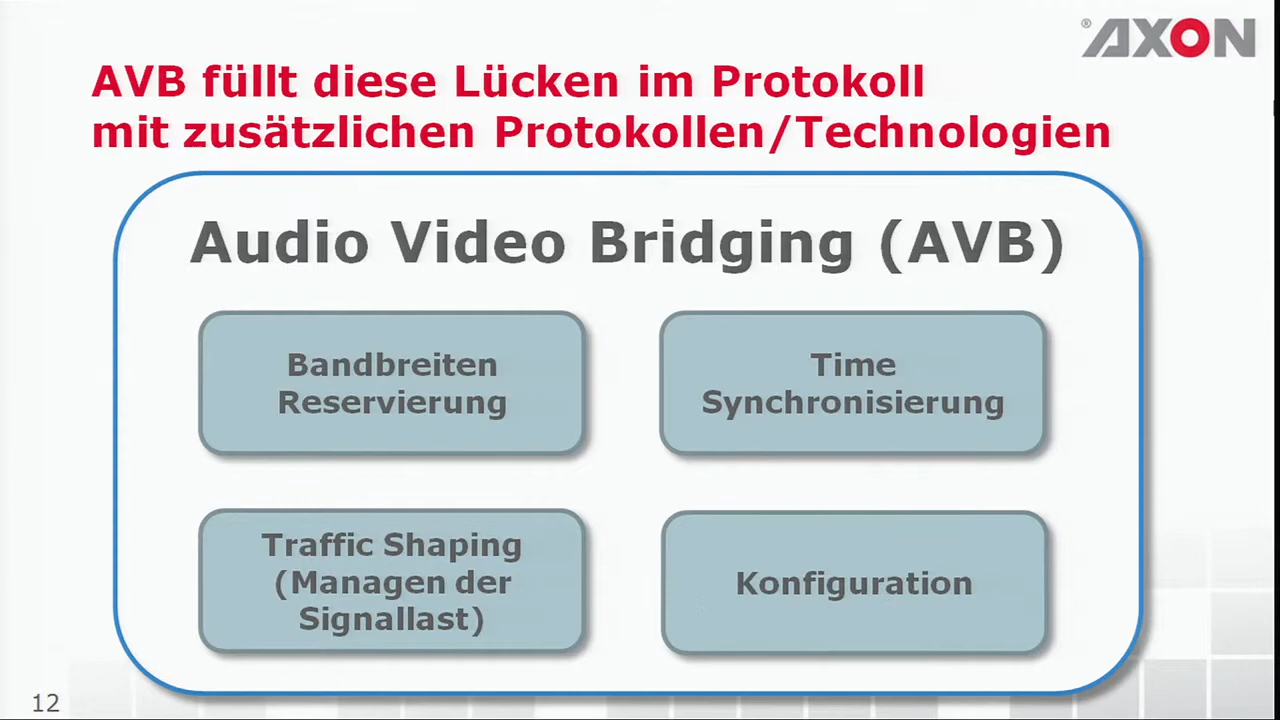 ®AXON
AVB füllt diese Lücken im Protokoll
mit zusätzlichen Protokollen/Technologien
Audio Video Bridging (AVB)
Bandbreiten
Reservierung
Time
Synchronisierung
Traffic Shaping
(Managen der
Signallast)
Konfiguration
12